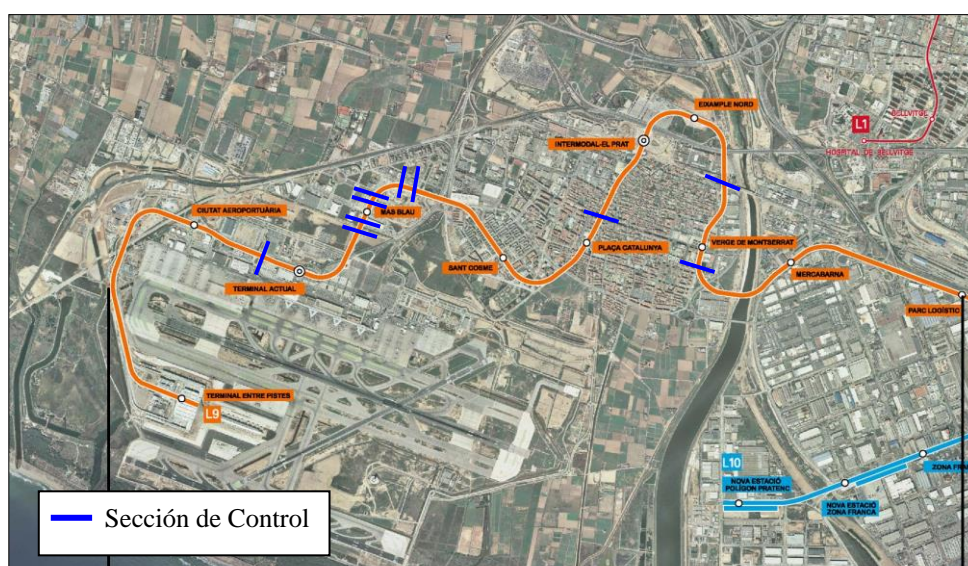 EIXAMPLE NORD
L1
BELLVITGE
HOSPITAL DE BELLVITGE
INTERMODAL-EL PRAT
CIUTAT AEROPORTUÀRIA
MAS BLAU
TERMINAL ACTUAL
SANT COSME
PLAÇA CATALUNYA
VERGE DE MONTSERRAT
MERCABARNA
PARC LOGÍSTIC
TERMINAL ENTRE PISTES
L9
L10
NOVA ESTACIÓ
POLÍGON PRATENC
NOVA ESTACIÓ
ZONA FRANCA
ZONA FRA
Sección de Control